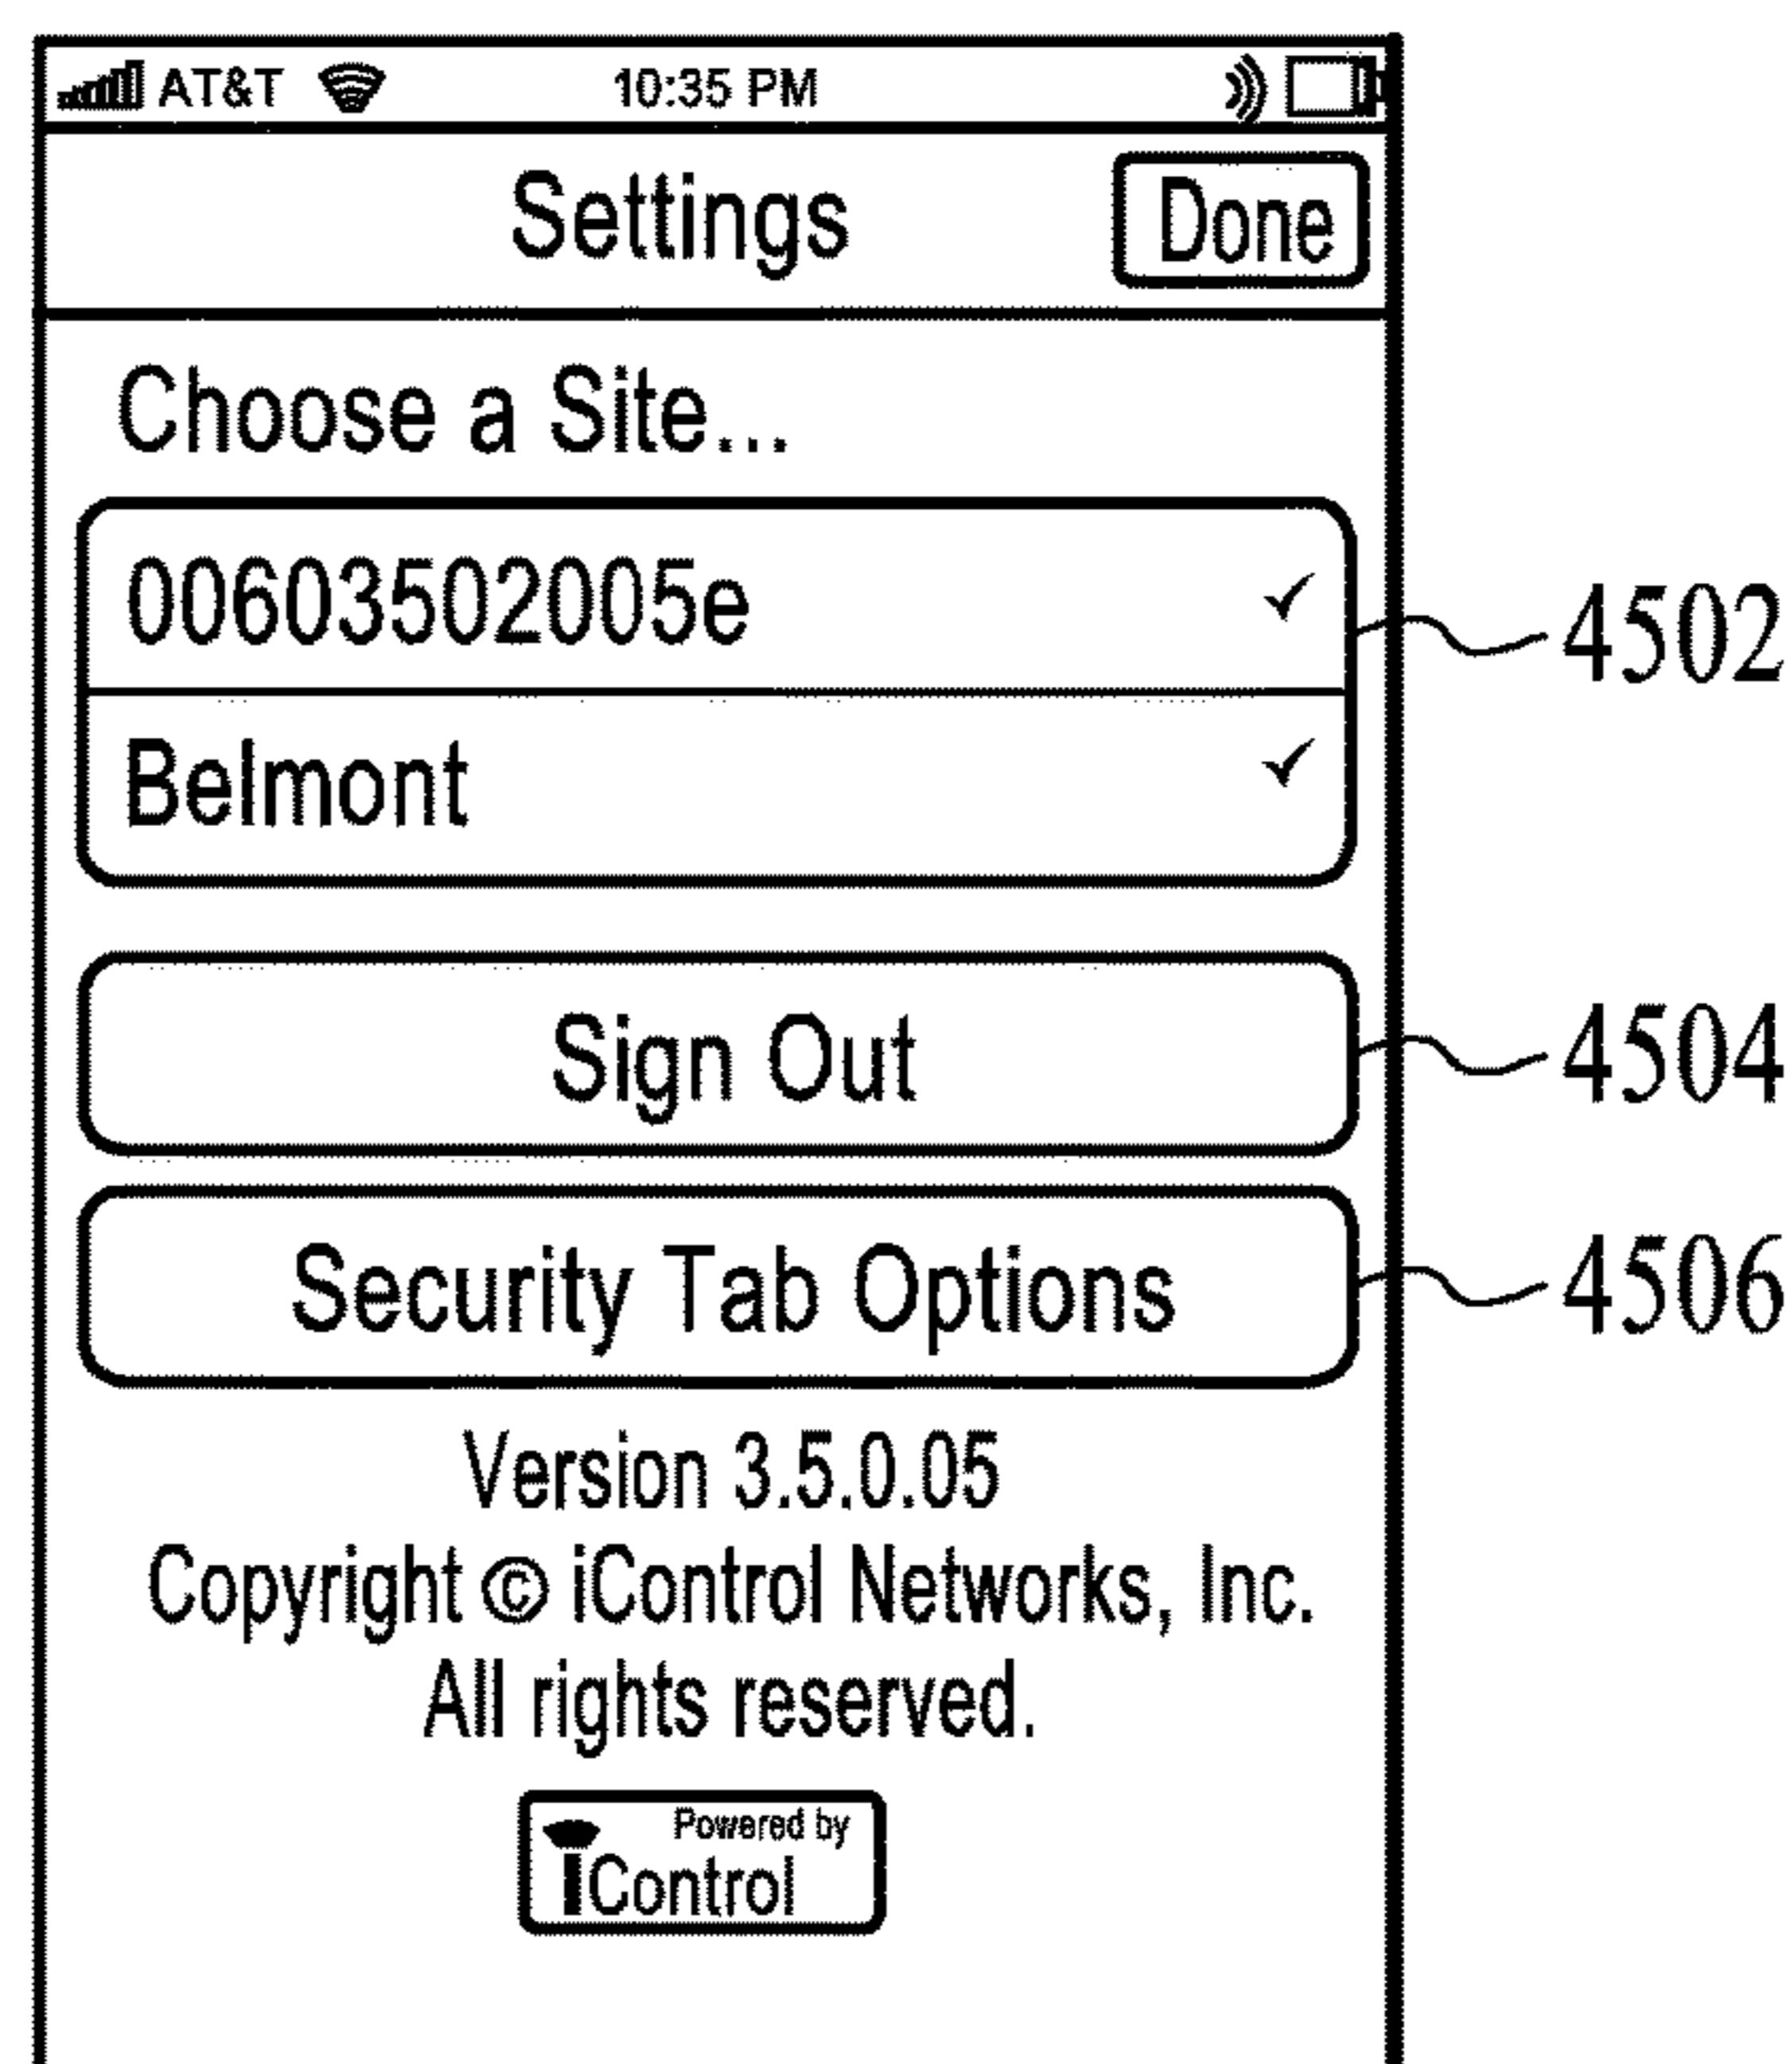 AT&T 10:35 PM
Settings Done
Choose a Site...
00603502005e
4502
Belmont
Sign Out
4504
Security Tab Options
4506
Version 3.5.0.05
Copyright © iControl Networks, Inc.
All rights reserved.
Powered by
iControl